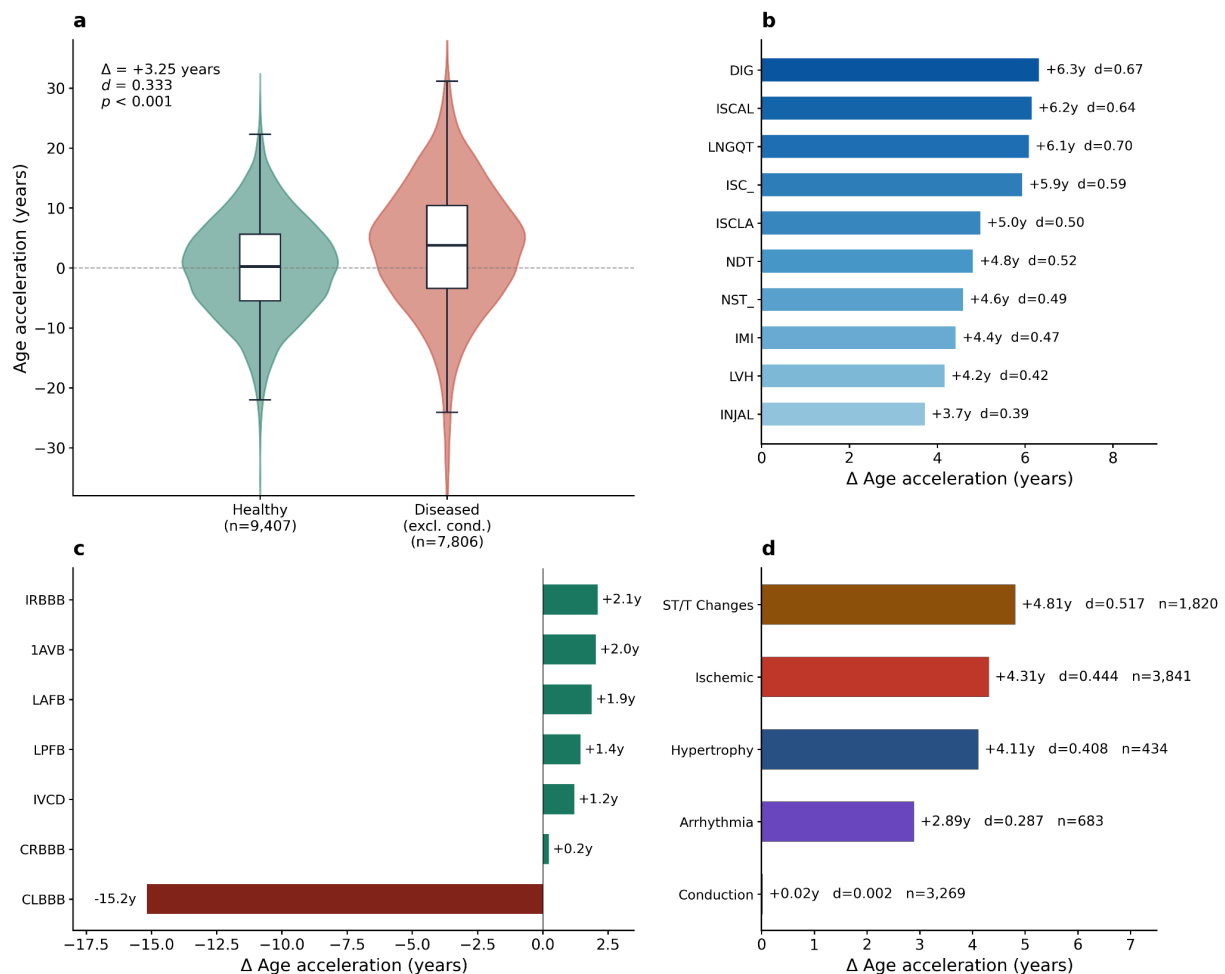 a
Δ = +3.25 years
d = 0.333
p < 0.001
Age acceleration (years)
30
20
10
0
−10
−20
−30
Healthy
(n=9,407)
Diseased
(excl. cond.)
(n=7,806)
b
DIG +6.3y d=0.67
ISCAL +6.2y d=0.64
LNGQT +6.1y d=0.70
ISC_ +5.9y d=0.59
ISCLA +5.0y d=0.50
NDT +4.8y d=0.52
NST_ +4.6y d=0.49
IMI +4.4y d=0.47
LVH +4.2y d=0.42
INJAL +3.7y d=0.39
0 2 4 6 8
Δ Age acceleration (years)
c
IRBBB +2.1y
1AVB +2.0y
LAFB +1.9y
LPFB +1.4y
IVCD +1.2y
CRBBB +0.2y
CLBBB -15.2y
−17.5 −15.0 −12.5 −10.0 −7.5 −5.0 −2.5 0.0 2.5
Δ Age acceleration (years)
d
ST/T Changes +4.81y d=0.517 n=1,820
Ischemic +4.31y d=0.444 n=3,841
Hypertrophy +4.11y d=0.408 n=434
Arrhythmia +2.89y d=0.287 n=683
Conduction +0.02y d=0.002 n=3,269
0 1 2 3 4 5 6 7
Δ Age acceleration (years)